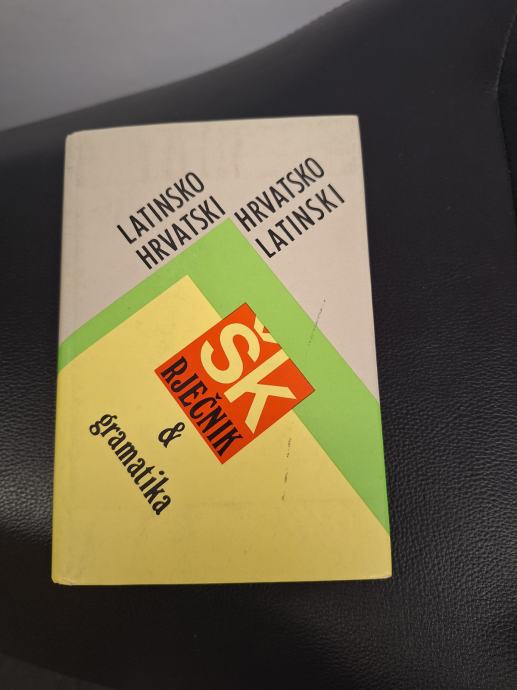 LATINSKO
HRVATSKI
HRVATSKO
LATINSKI
ŠK
RJEČNIK
&
gramatika